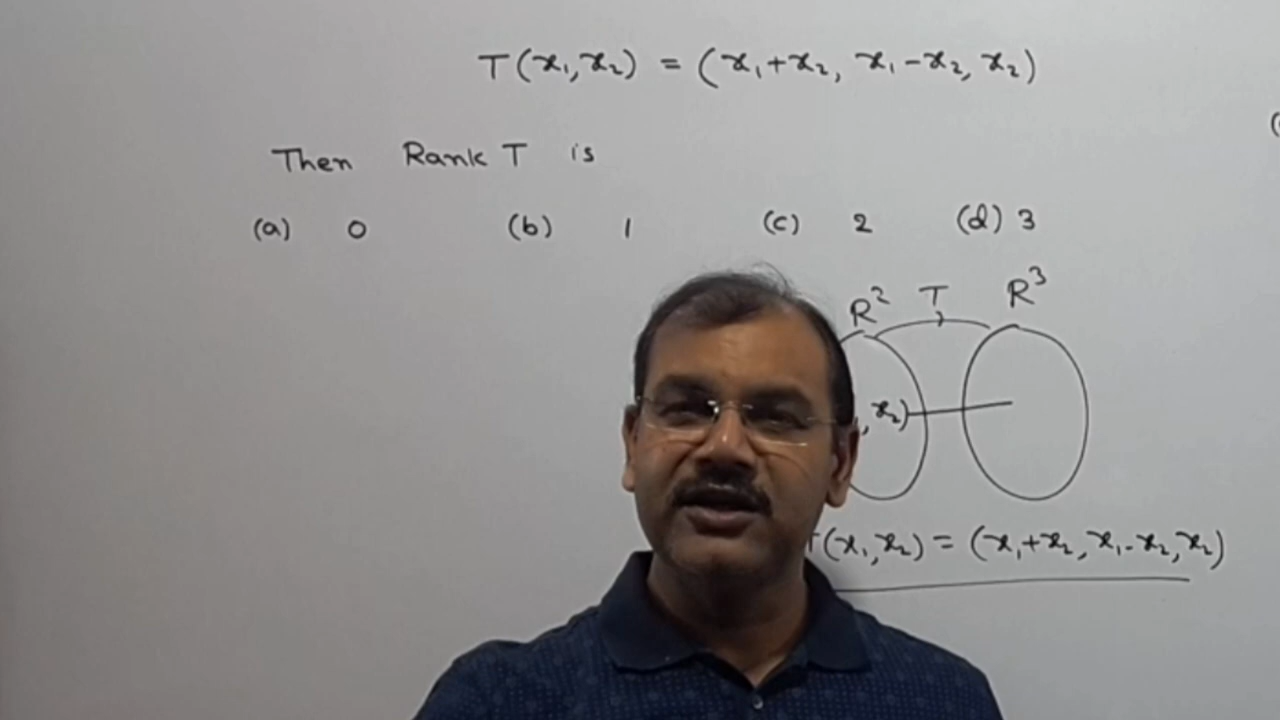 T(x₁,x₂) = (x₁+x₂, x₁-x₂, x₂)
Then Rank T is
(a) 0 (b) 1 (c) 2 (d) 3
R² T R³
, x₂)
T(x₁,x₂) = (x₁+x₂, x₁-x₂, x₂)